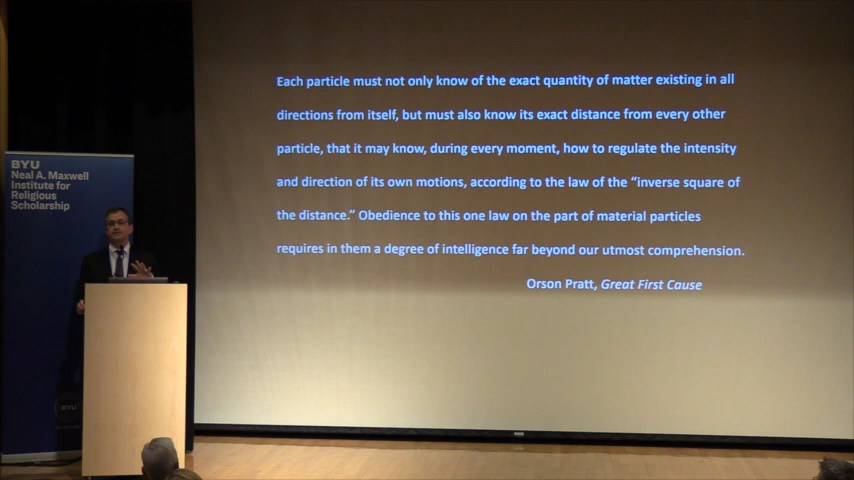 BYU
Neal A. Maxwell
Institute for
Religious
Scholarship
Each particle must not only know of the exact quantity of matter existing in all
directions from itself, but must also know its exact distance from every other
particle, that it may know, during every moment, how to regulate the intensity
and direction of its own motions, according to the law of the “inverse square of
the distance.” Obedience to this one law on the part of material particles
requires in them a degree of intelligence far beyond our utmost comprehension.
Orson Pratt, Great First Cause
BYU